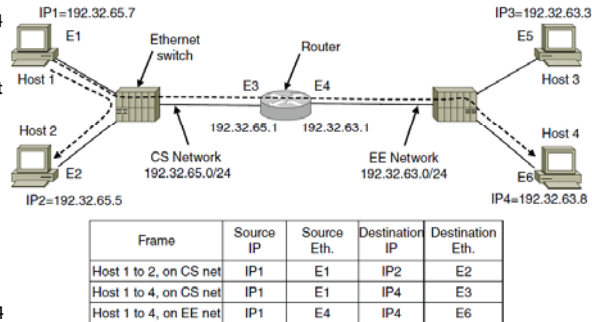 IP1=192.32.65.7
IP3=192.32.63.3
E1
Ethernet
switch
Router
E5
Host 1
E3
E4
Host 3
Host 2
192.32.65.1
192.32.63.1
Host 4
E2
CS Network
192.32.65.0/24
EE Network
192.32.63.0/24
E6
IP2=192.32.65.5
IP4=192.32.63.8
Frame Source IP Source Eth. Destination IP Destination Eth.
Host 1 to 2, on CS net IP1 E1 IP2 E2
Host 1 to 4, on CS net IP1 E1 IP4 E3
Host 1 to 4, on EE net IP1 E4 IP4 E6